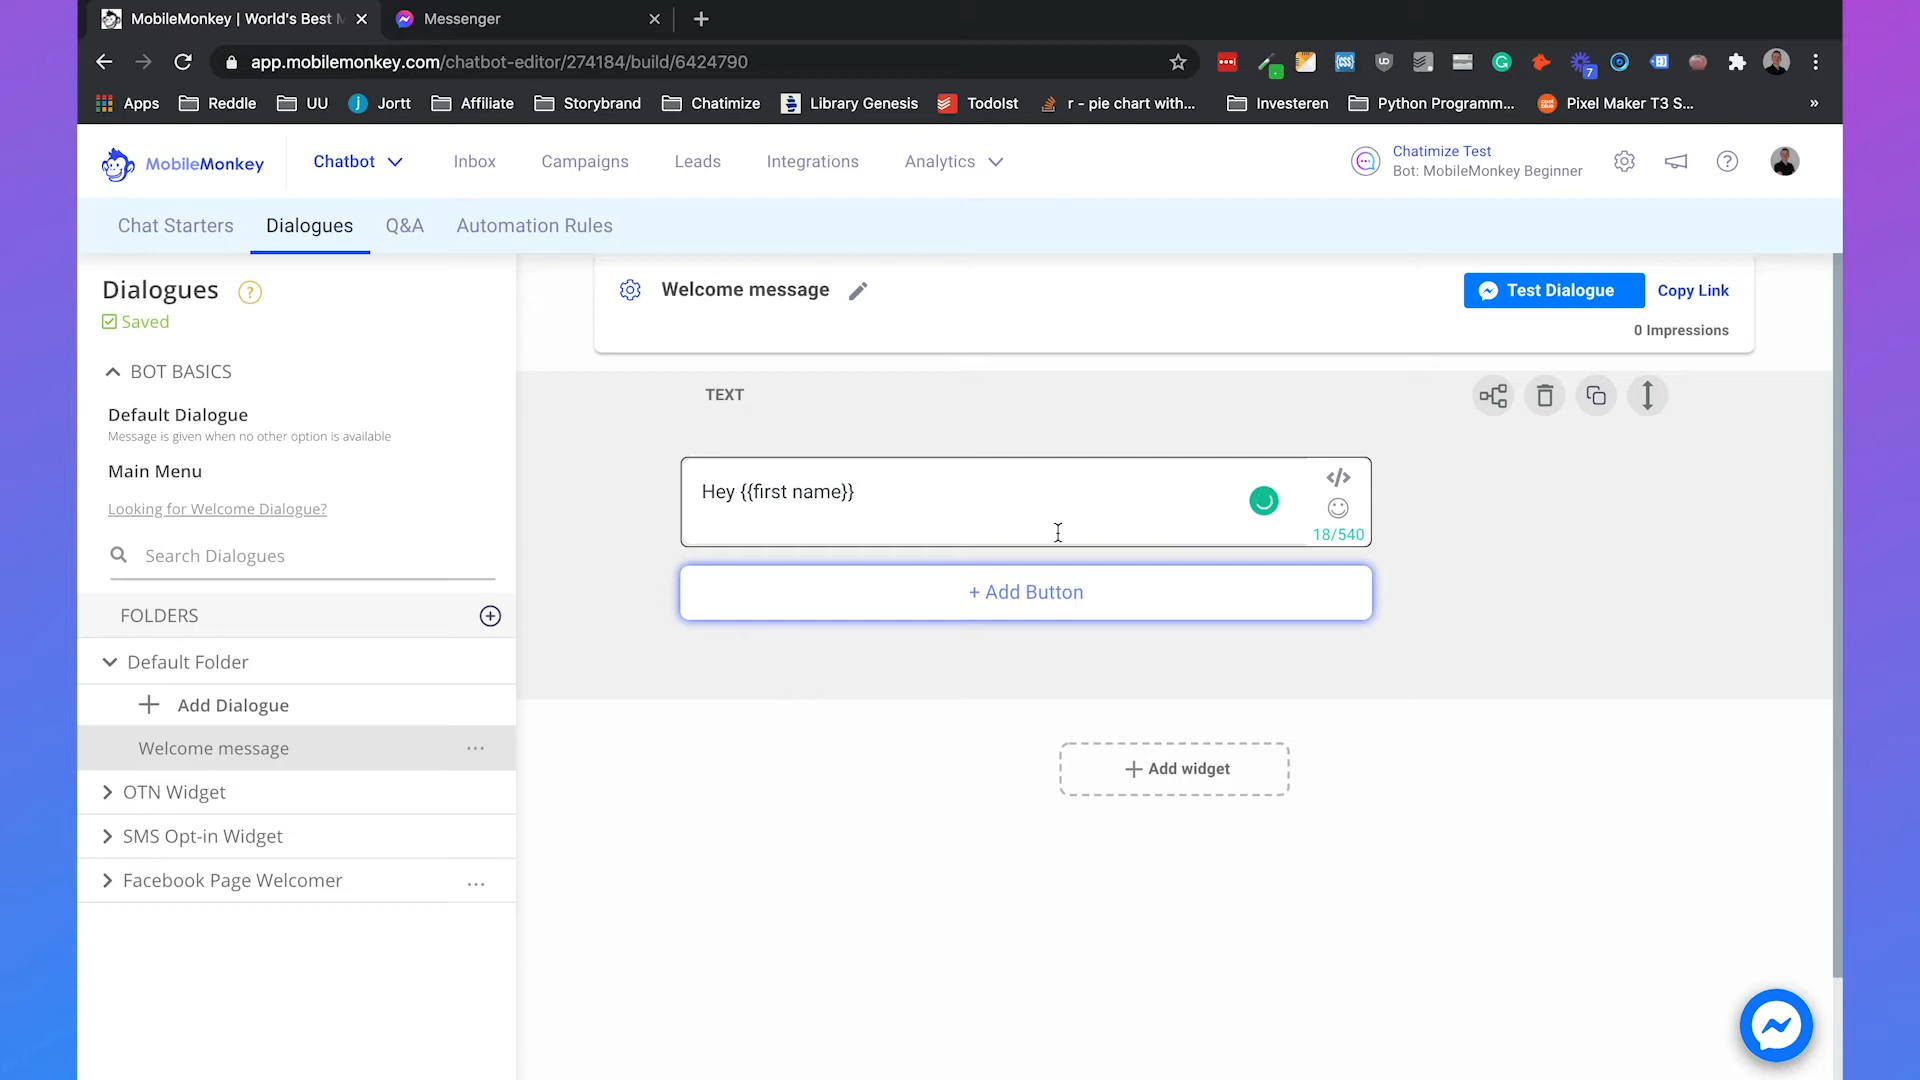 MobileMonkey | World's Best M
Messenger
app.mobilemonkey.com/chatbot-editor/274184/build/6424790
7
Apps
Reddle
UU
Jortt
Affiliate
Storybrand
Chatimize
Library Genesis
TodoIst
r - pie chart with...
Investeren
Python Programm...
Pixel Maker T3 S...
»
MobileMonkey
Chatbot
Inbox
Campaigns
Leads
Integrations
Analytics
Chatimize Test
Bot: MobileMonkey Beginner
Chat Starters
Dialogues
Q&A
Automation Rules
Dialogues
?
Saved
BOT BASICS
Default Dialogue
Message is given when no other option is available
Main Menu
Looking for Welcome Dialogue?
Search Dialogues
FOLDERS
Default Folder
Add Dialogue
Welcome message
OTN Widget
SMS Opt-in Widget
Facebook Page Welcomer
Welcome message
Test Dialogue
Copy Link
0 Impressions
TEXT
Hey {{first name}}
18/540
+ Add Button
+ Add widget